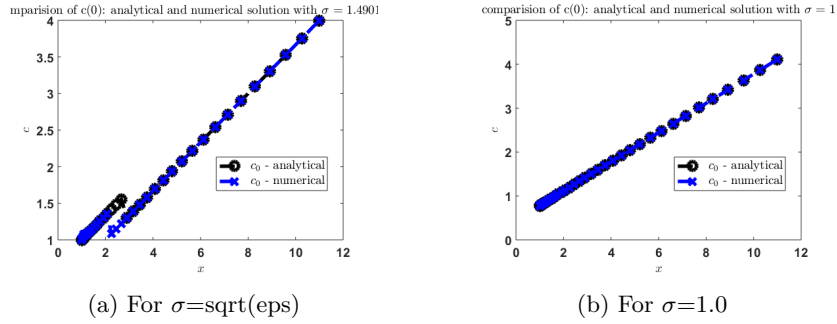 mparision of c(0): analytical and numerical solution with σ = 1.4901
4
3.5
3
2.5
2
1.5
1
c
0 2 4 6 8 10 12
x
c₀ - analytical
c₀ - numerical
(a) For σ=sqrt(eps)
comparision of c(0): analytical and numerical solution with σ = 1
5
4
3
2
1
0
c
0 2 4 6 8 10 12
x
c₀ - analytical
c₀ - numerical
(b) For σ=1.0